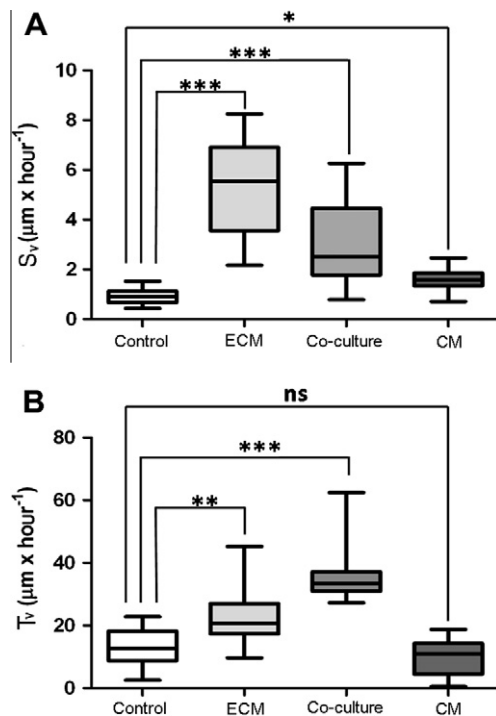 A
*
***
***
10
8
6
4
2
0
Sv (μm x hour-1)
Control ECM Co-culture CM
B
ns
***
**
80
60
40
20
0
Tv (μm x hour-1)
Control ECM Co-culture CM